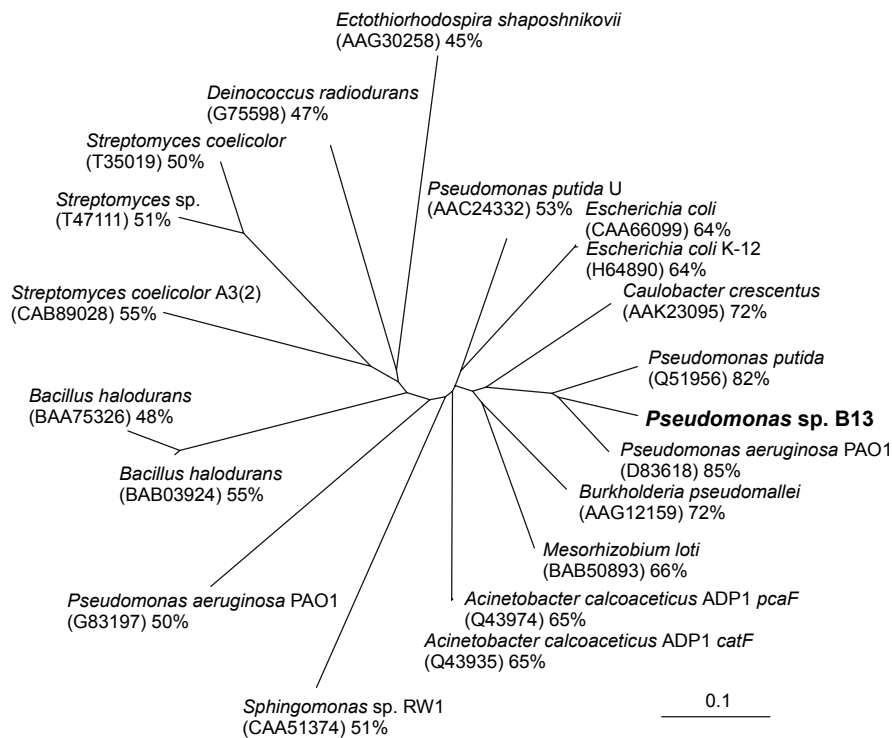 Ectothiorhodospira shaposhnikovii
(AAG30258) 45%
Deinococcus radiodurans
(G75598) 47%
Streptomyces coelicolor
(T35019) 50%
Streptomyces sp.
(T47111) 51%
Pseudomonas putida U
(AAC24332) 53%
Escherichia coli
(CAA66099) 64%
Escherichia coli K-12
(H64890) 64%
Streptomyces coelicolor A3(2)
(CAB89028) 55%
Caulobacter crescentus
(AAK23095) 72%
Pseudomonas putida
(Q51956) 82%
Bacillus halodurans
(BAA75326) 48%
Pseudomonas sp. B13
Pseudomonas aeruginosa PAO1
(D83618) 85%
Bacillus halodurans
(BAB03924) 55%
Burkholderia pseudomallei
(AAG12159) 72%
Mesorhizobium loti
(BAB50893) 66%
Pseudomonas aeruginosa PAO1
(G83197) 50%
Acinetobacter calcoaceticus ADP1 pcaF
(Q43974) 65%
Acinetobacter calcoaceticus ADP1 catF
(Q43935) 65%
Sphingomonas sp. RW1
(CAA51374) 51%
0.1